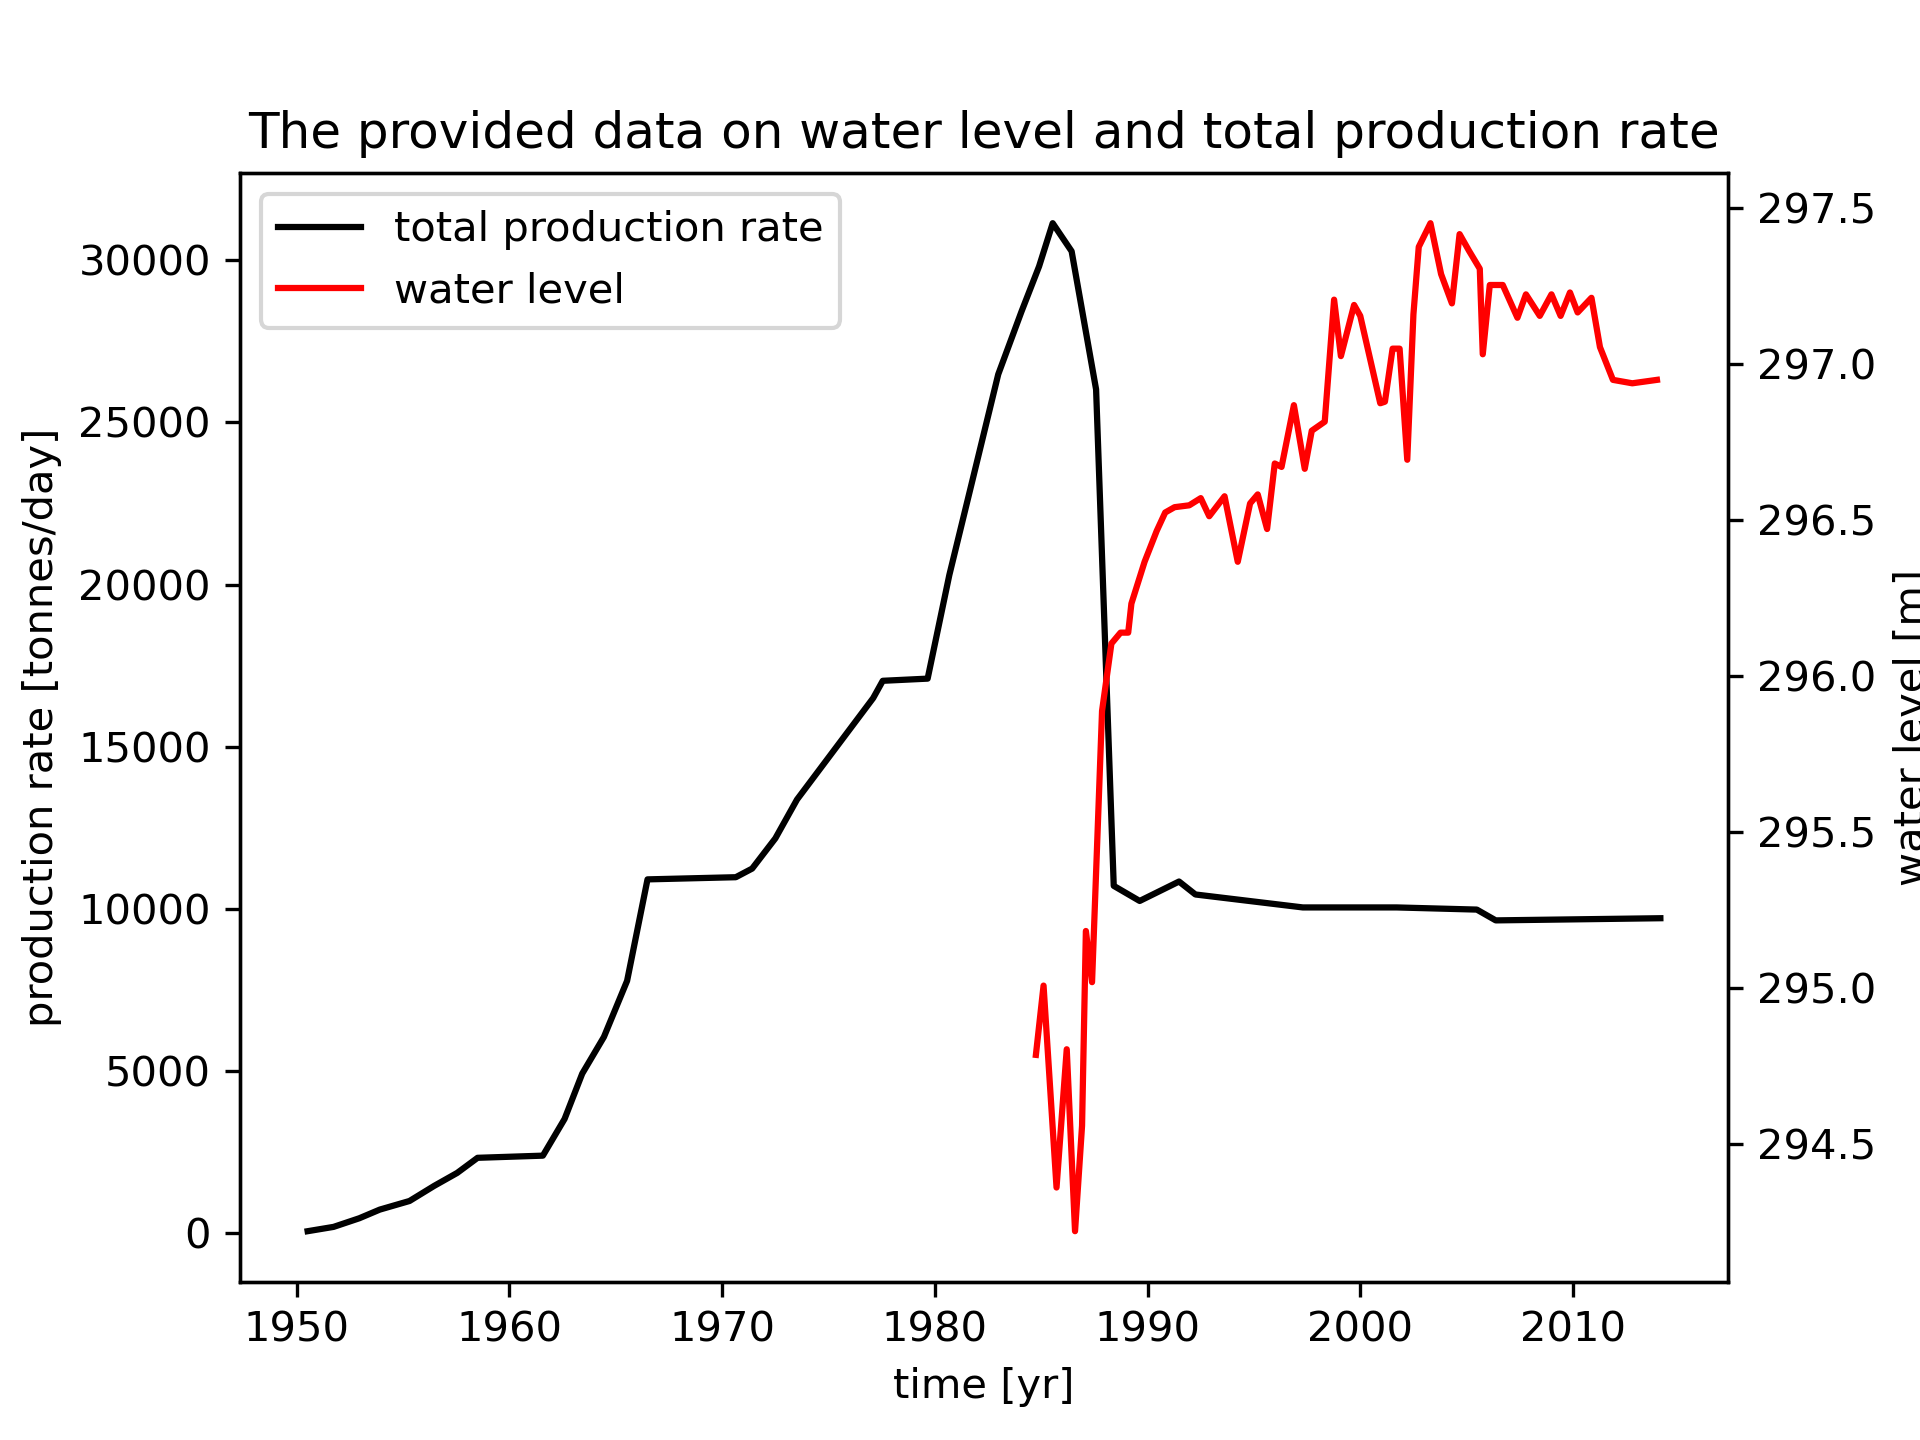 The provided data on water level and total production rate
total production rate
water level
30000
25000
20000
15000
10000
5000
0
production rate [tonnes/day]
297.5
297.0
296.5
296.0
295.5
295.0
294.5
water level [m]
1950 1960 1970 1980 1990 2000 2010
time [yr]